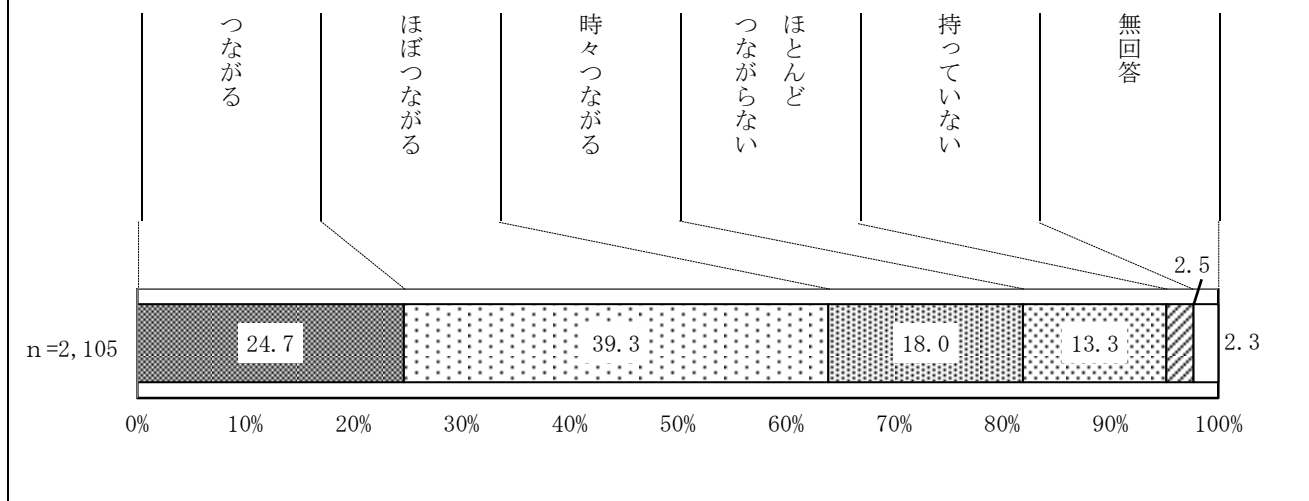 つながる
ほぼつながる
時々つながる
ほとんど
つながらない
持っていない
無回答
2.5
n=2,105
24.7
39.3
18.0
13.3
2.3
0%
10%
20%
30%
40%
50%
60%
70%
80%
90%
100%